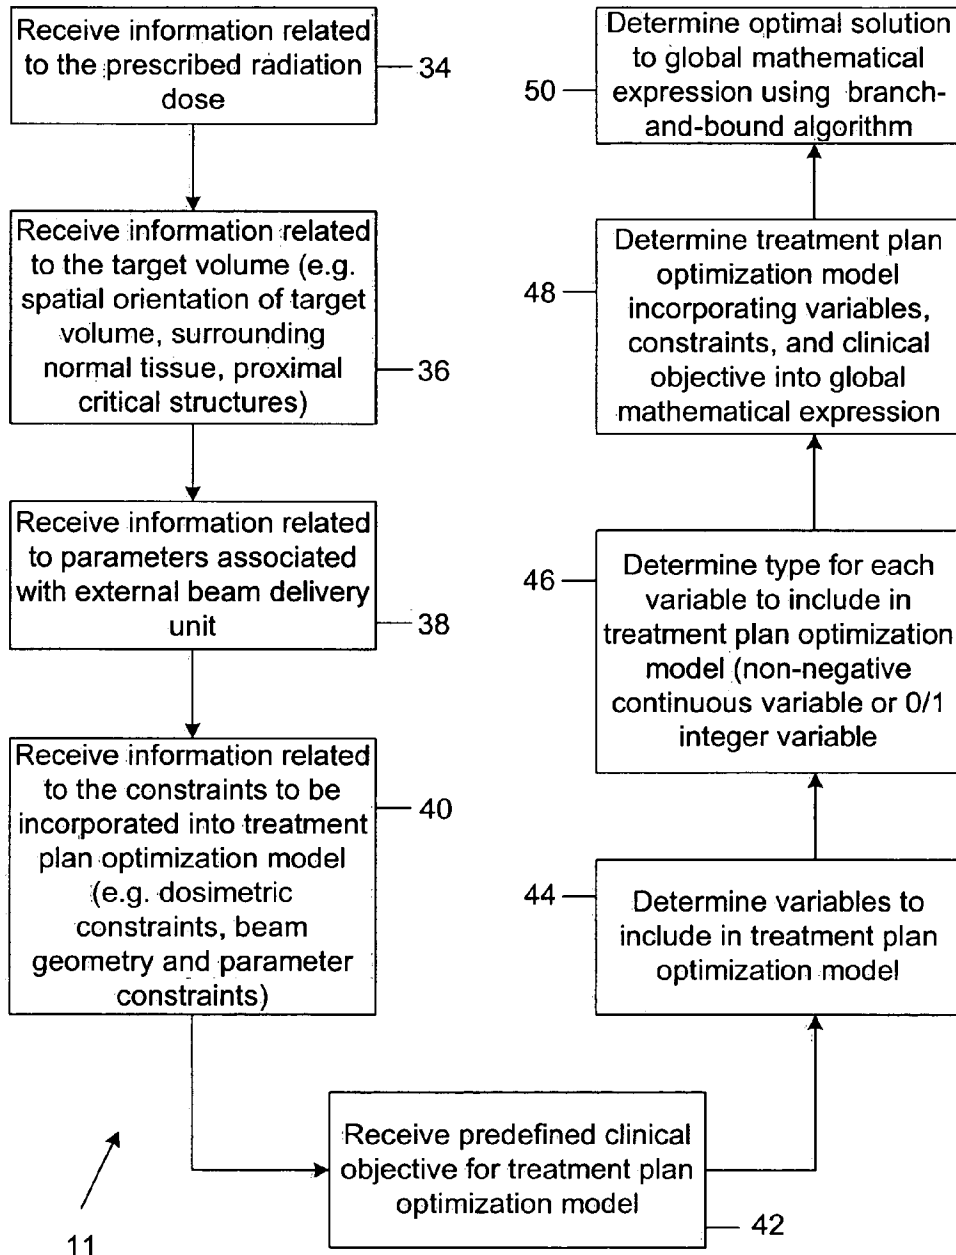 Receive information related
to the prescribed radiation
dose
34
Receive information related
to the target volume (e.g.
spatial orientation of target
volume, surrounding
normal tissue, proximal
critical structures)
36
Receive information related
to parameters associated
with external beam delivery
unit
38
Receive information related
to the constraints to be
incorporated into treatment
plan optimization model
(e.g. dosimetric
constraints, beam
geometry and parameter
constraints)
40
Receive predefined clinical
objective for treatment plan
optimization model
42
Determine variables to
include in treatment plan
optimization model
44
Determine type for each
variable to include in
treatment plan optimization
model (non-negative
continuous variable or 0/1
integer variable
46
Determine treatment plan
optimization model
incorporating variables,
constraints, and clinical
objective into global
mathematical expression
48
Determine optimal solution
to global mathematical
expression using branch-
and-bound algorithm
50
11